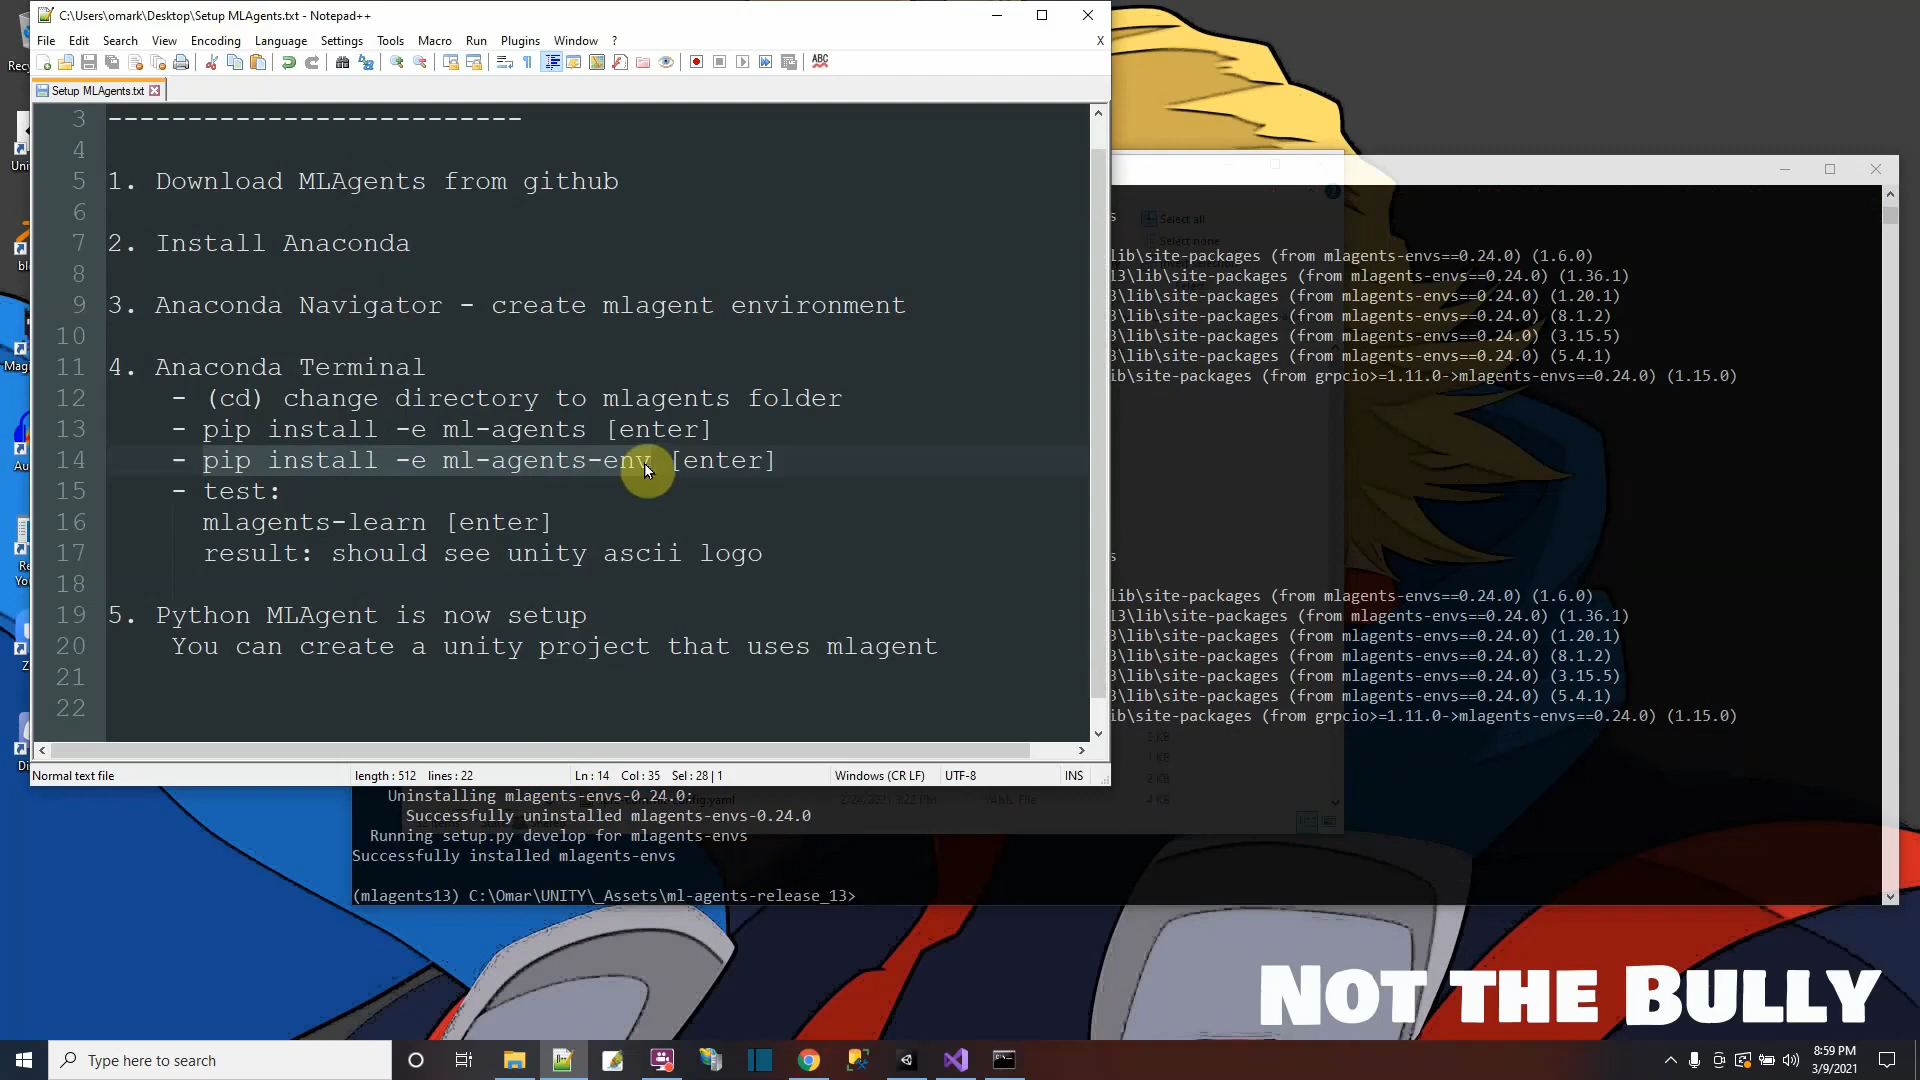 C:\Users\omark\Desktop\Setup MLAgents.txt - Notepad++
File Edit Search View Encoding Language Settings Tools Macro Run Plugins Window ? X
Setup MLAgents.txt
3 --------------------------
4
5 1. Download MLAgents from github
6
7 2. Install Anaconda
8
9 3. Anaconda Navigator - create mlagent environment
10
11 4. Anaconda Terminal
12 - (cd) change directory to mlagents folder
13 - pip install -e ml-agents [enter]
14 - pip install -e ml-agents-env [enter]
15 - test:
16 mlagents-learn [enter]
17 result: should see unity ascii logo
18
19 5. Python MLAgent is now setup
20 You can create a unity project that uses mlagent
21
22
Normal text file length : 512 lines : 22 Ln : 14 Col : 35 Sel : 28 | 1 Windows (CR LF) UTF-8 INS
s
Select all
Select none
lib\site-packages (from mlagents-envs==0.24.0) (1.6.0)
13\lib\site-packages (from mlagents-envs==0.24.0) (1.36.1)
3\lib\site-packages (from mlagents-envs==0.24.0) (1.20.1)
3\lib\site-packages (from mlagents-envs==0.24.0) (8.1.2)
3\lib\site-packages (from mlagents-envs==0.24.0) (3.15.5)
3\lib\site-packages (from mlagents-envs==0.24.0) (5.4.1)
ib\site-packages (from grpcio>=1.11.0->mlagents-envs==0.24.0) (1.15.0)
s
lib\site-packages (from mlagents-envs==0.24.0) (1.6.0)
13\lib\site-packages (from mlagents-envs==0.24.0) (1.36.1)
3\lib\site-packages (from mlagents-envs==0.24.0) (1.20.1)
3\lib\site-packages (from mlagents-envs==0.24.0) (8.1.2)
3\lib\site-packages (from mlagents-envs==0.24.0) (3.15.5)
3\lib\site-packages (from mlagents-envs==0.24.0) (5.4.1)
ib\site-packages (from grpcio>=1.11.0->mlagents-envs==0.24.0) (1.15.0)
2 KB
1 KB
2 KB
4 KB
Uninstalling mlagents-envs-0.24.0:
Successfully uninstalled mlagents-envs-0.24.0
Running setup.py develop for mlagents-envs
Successfully installed mlagents-envs
(mlagents13) C:\Omar\UNITY\_Assets\ml-agents-release_13>
NOT THE BULLY
Type here to search
8:59 PM
3/9/2021